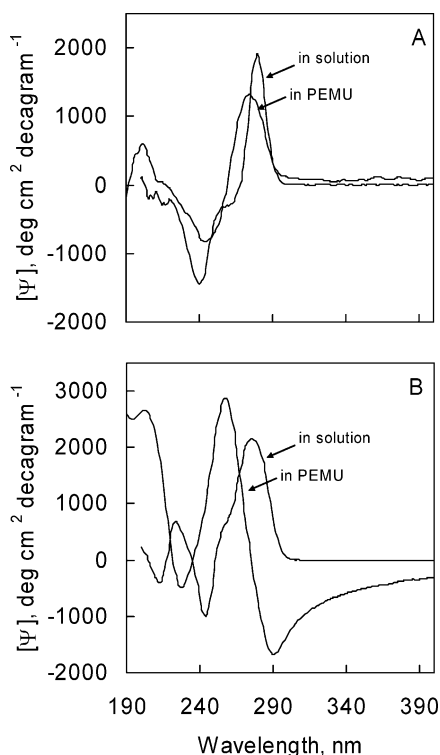 A
2000
in solution
in PEMU
1000
0
-1000
-2000
[Ψ], deg cm ² decagram ⁻¹
B
3000
in solution
2000
in PEMU
1000
0
-1000
-2000
[Ψ], deg cm ² decagram ⁻¹
190 240 290 340 400
Wavelength, nm